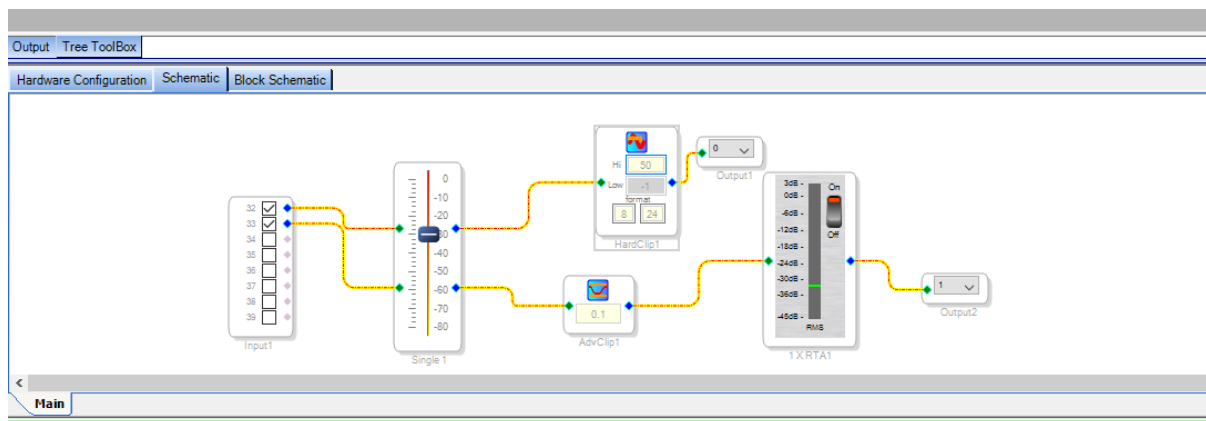 Output Tree ToolBox
Hardware Configuration Schematic Block Schematic
32
33
34
35
36
37
38
39
Input1
0
-10
-20
30
-40
-50
-60
-70
-80
Single 1
Hi 50
Low -1
format
8 24
HardClip1
0
Output1
0.1
AdvClip1
3dB -
0dB -
-6dB -
-12dB -
-18dB -
-24dB -
-30dB -
-36dB -
-45dB -
RMS
On
Off
1 X RTA1
1
Output2
Main